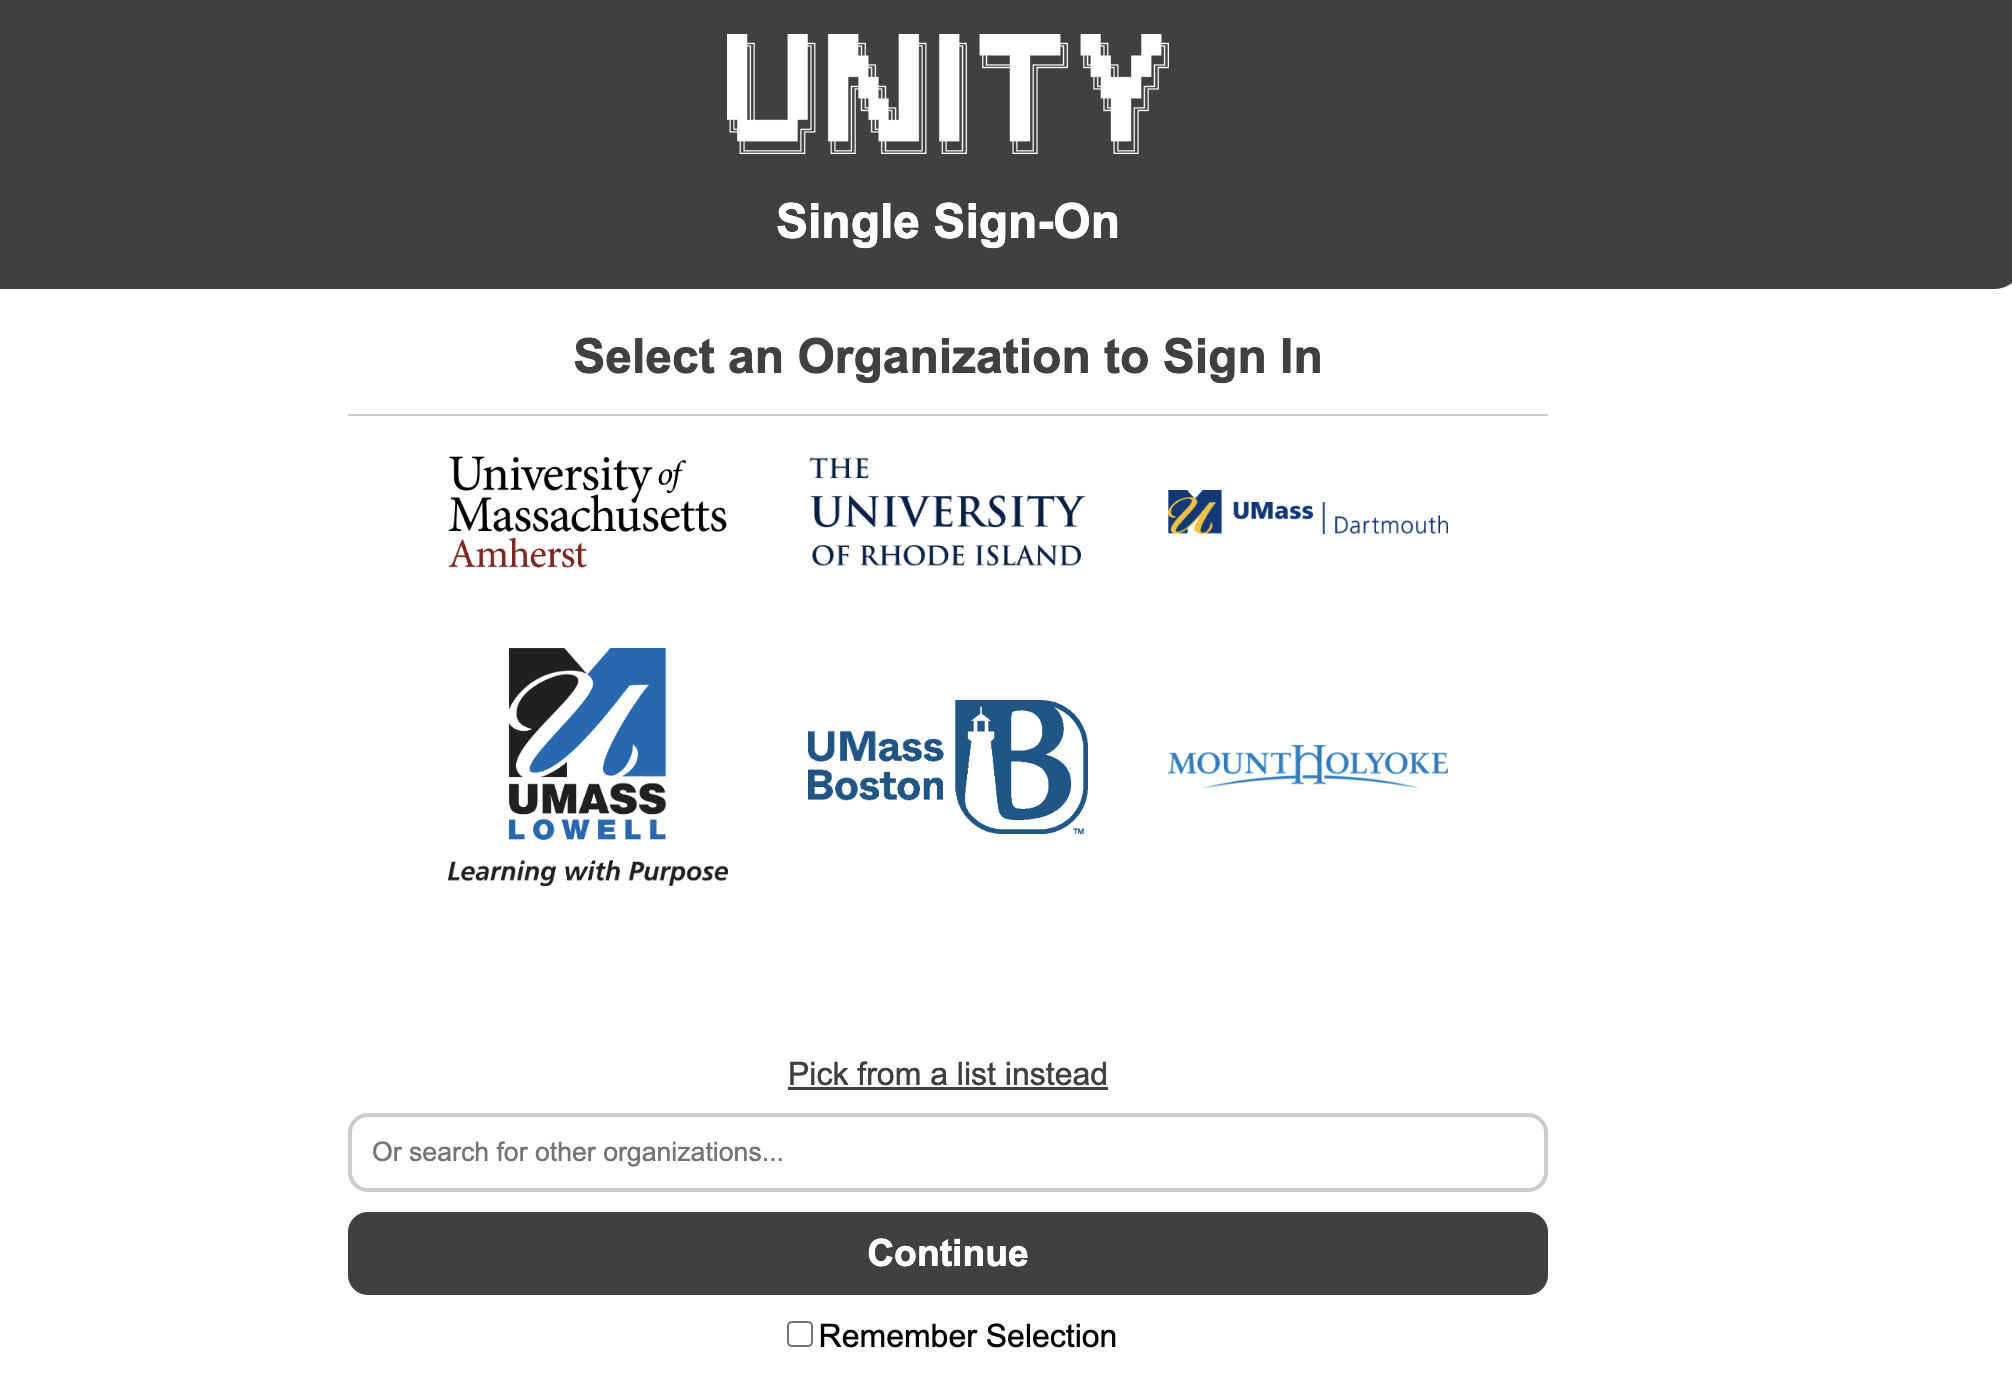 UNITY
Single Sign-On
Select an Organization to Sign In
University of
Massachusetts
Amherst
THE
UNIVERSITY
OF RHODE ISLAND
UMass | Dartmouth
UMASS
LOWELL
Learning with Purpose
UMass
Boston
B
TM
MOUNT HOLYOKE
Pick from a list instead
Or search for other organizations...
Continue
Remember Selection